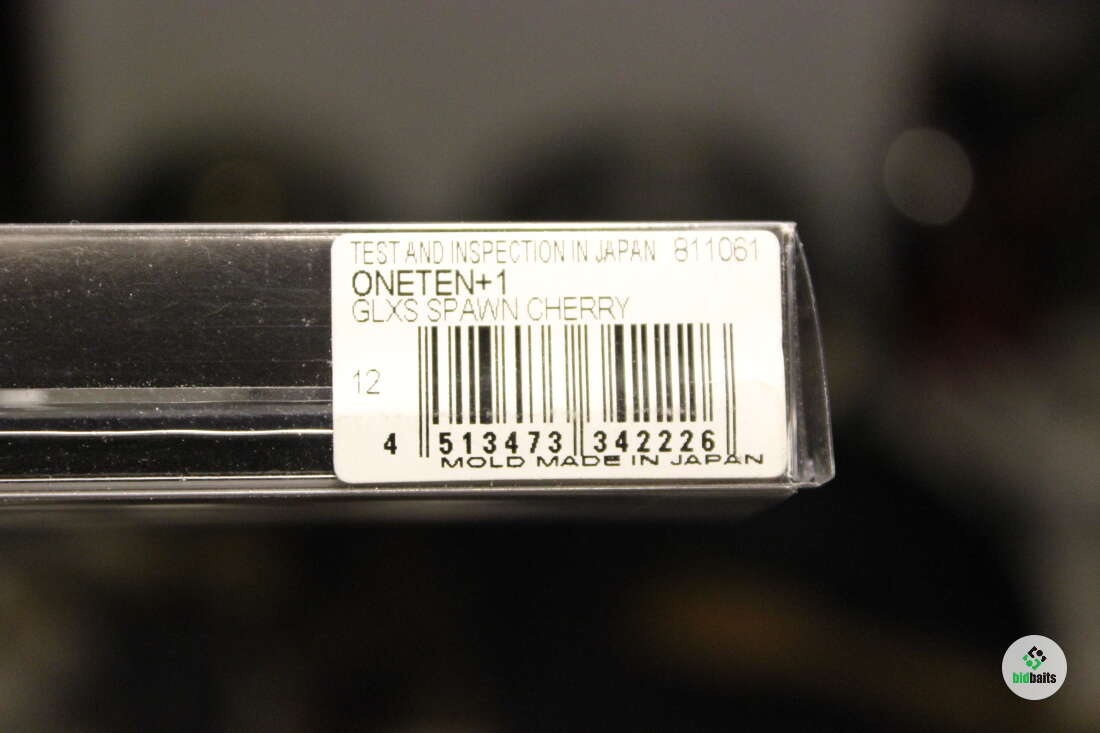 TEST AND INSPECTION IN JAPAN 811061
ONETEN+1
GLXS SPAWN CHERRY
12
4 513473 342226
MOLD MADE IN JAPAN
bidbaits